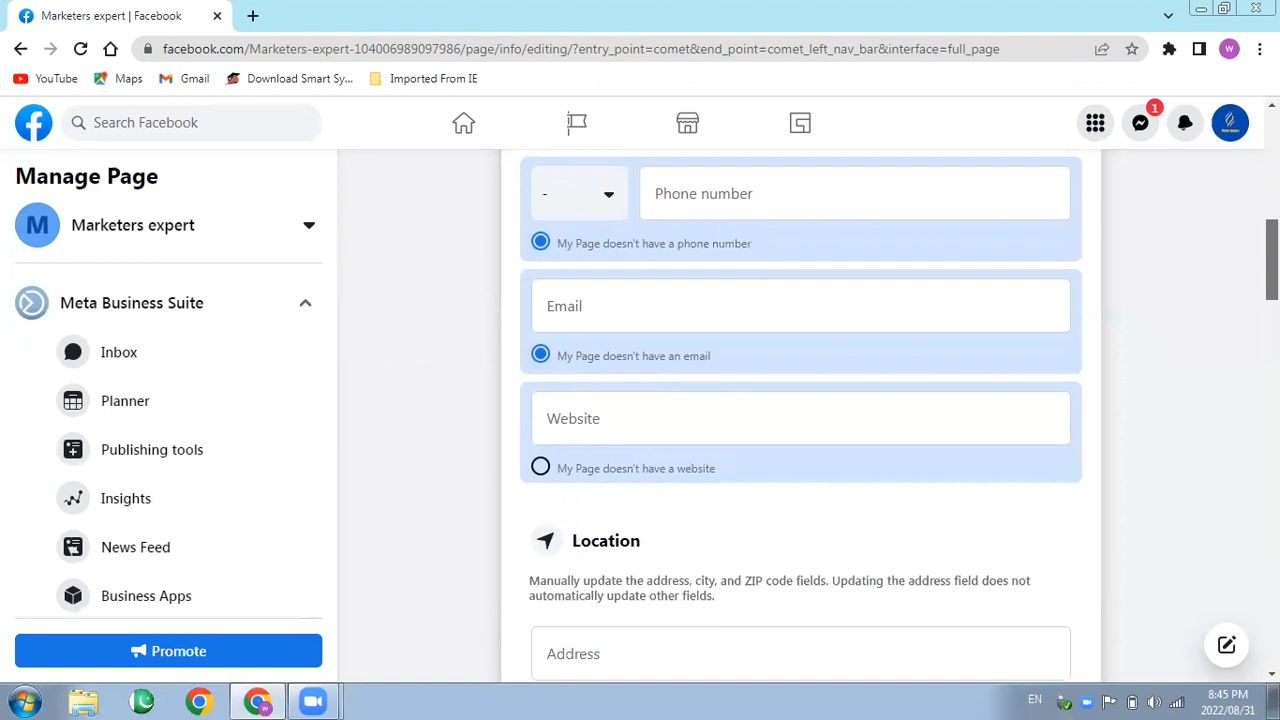 Marketers expert | Facebook
facebook.com/Marketers-expert-104006989097986/page/info/editing/?entry_point=comet&end_point=comet_left_nav_bar&interface=full_page
W
YouTube
Maps
Gmail
Download Smart Sy...
Imported From IE
Search Facebook
1
Manage Page
M
Marketers expert
Meta Business Suite
Inbox
Planner
Publishing tools
Insights
News Feed
Business Apps
Promote
-
Phone number
My Page doesn't have a phone number
Email
My Page doesn't have an email
Website
My Page doesn't have a website
Location
Manually update the address, city, and ZIP code fields. Updating the address field does not
automatically update other fields.
Address
EN
8:45 PM
2022/08/31